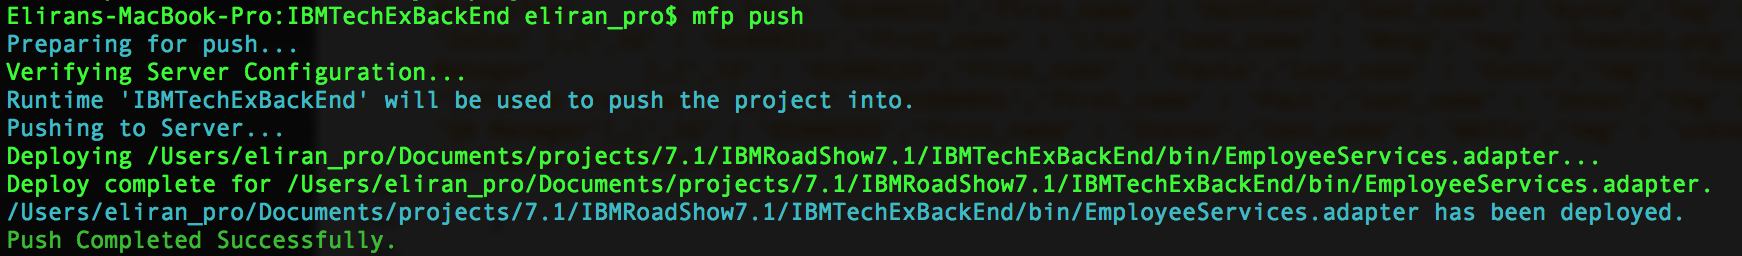 Elirans-MacBook-Pro:IBMTechExBackEnd eliran_pro$ mfp push
Preparing for push...
Verifying Server Configuration...
Runtime 'IBMTechExBackEnd' will be used to push the project into.
Pushing to Server...
Deploying /Users/eliran_pro/Documents/projects/7.1/IBMRoadShow7.1/IBMTechExBackEnd/bin/EmployeeServices.adapter...
Deploy complete for /Users/eliran_pro/Documents/projects/7.1/IBMRoadShow7.1/IBMTechExBackEnd/bin/EmployeeServices.adapter.
/Users/eliran_pro/Documents/projects/7.1/IBMRoadShow7.1/IBMTechExBackEnd/bin/EmployeeServices.adapter has been deployed.
Push Completed Successfully.